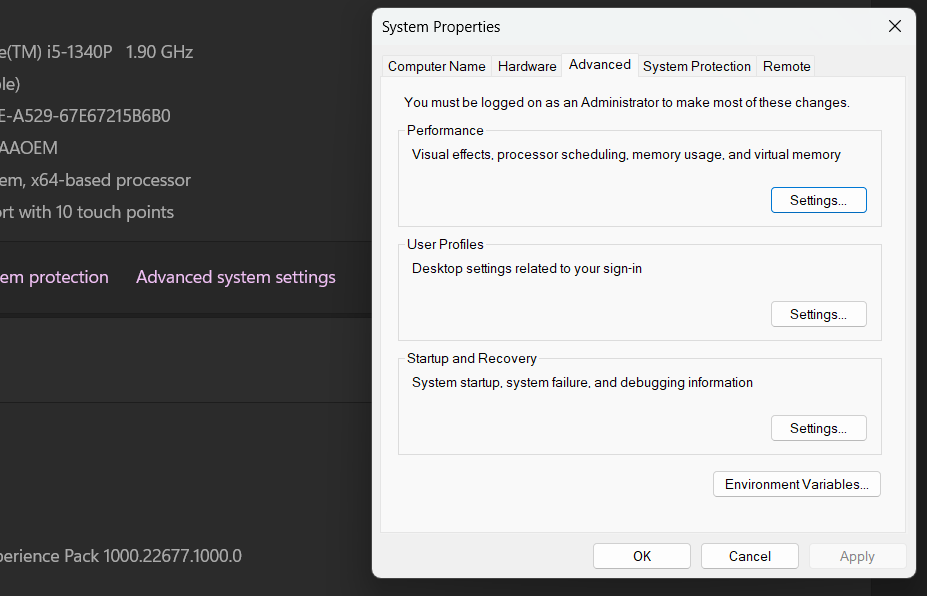 e(TM) i5-1340P 1.90 GHz
le)
E-A529-67E67215B6B0
AAOEM
em, x64-based processor
ort with 10 touch points
em protection Advanced system settings
perience Pack 1000.22677.1000.0
System Properties
Computer Name Hardware Advanced System Protection Remote
You must be logged on as an Administrator to make most of these changes.
Performance
Visual effects, processor scheduling, memory usage, and virtual memory
Settings...
User Profiles
Desktop settings related to your sign-in
Settings...
Startup and Recovery
System startup, system failure, and debugging information
Settings...
Environment Variables...
OK Cancel Apply